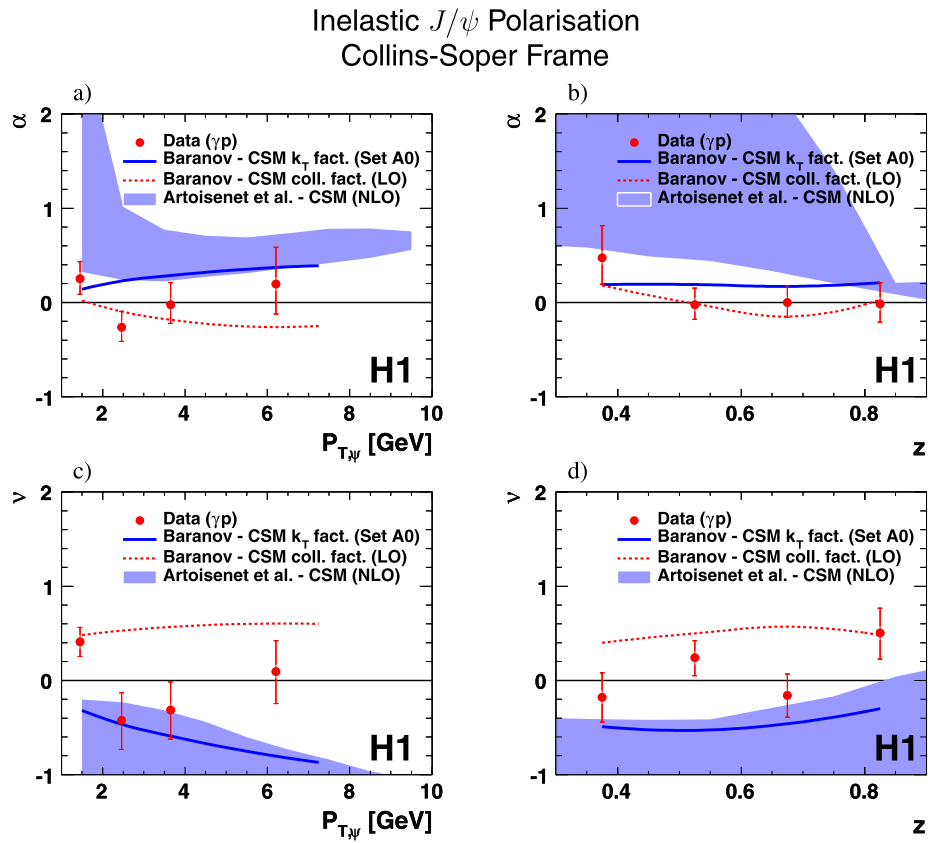 Inelastic J/ψ Polarisation
Collins-Soper Frame
a)
α
2
1
0
-1
Data (γp)
Baranov - CSM k_T fact. (Set A0)
Baranov - CSM coll. fact. (LO)
Artoisenet et al. - CSM (NLO)
H1
2 4 6 8 10
P_T,ψ [GeV]
b)
α
2
1
0
-1
Data (γp)
Baranov - CSM k_T fact. (Set A0)
Baranov - CSM coll. fact. (LO)
Artoisenet et al. - CSM (NLO)
H1
0.4 0.6 0.8
z
c)
ν
2
1
0
-1
Data (γp)
Baranov - CSM k_T fact. (Set A0)
Baranov - CSM coll. fact. (LO)
Artoisenet et al. - CSM (NLO)
H1
2 4 6 8 10
P_T,ψ [GeV]
d)
ν
2
1
0
-1
Data (γp)
Baranov - CSM k_T fact. (Set A0)
Baranov - CSM coll. fact. (LO)
Artoisenet et al. - CSM (NLO)
H1
0.4 0.6 0.8
z